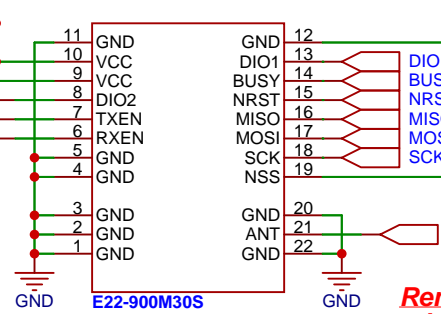 11 GND GND 12
10 VCC DIO1 13 DIO
9 VCC BUSY 14 BUS
8 DIO2 NRST 15 NRS
7 TXEN MISO 16 MIS
6 RXEN MOSI 17 MOS
5 GND SCK 18 SCK
4 GND NSS 19
3 GND GND 20
2 GND ANT 21
1 GND GND 22
GND E22-900M30S GND Rem